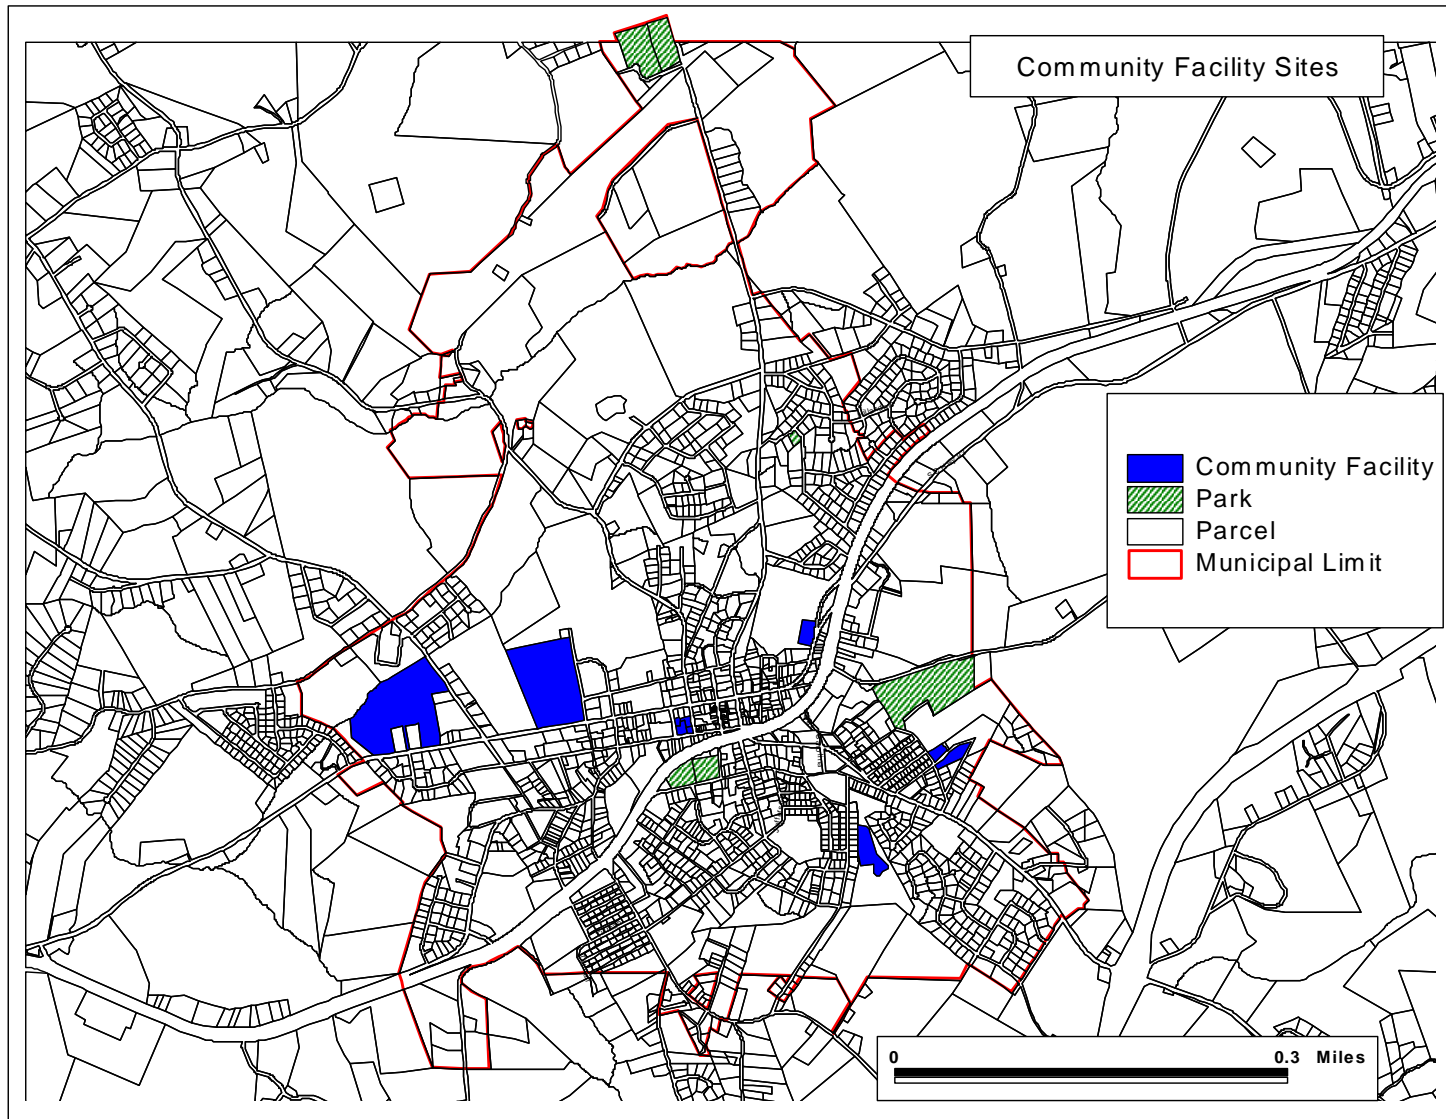 Community Facility Sites
Community Facility
Park
Parcel
Municipal Limit
0 0.3 Miles